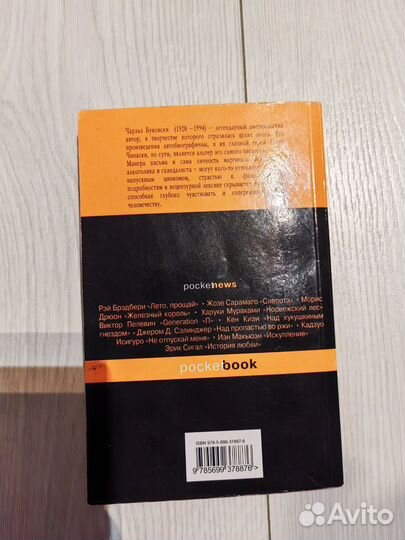 Чарльз Буковски (1920 –1994) – легендарный американский
автор, в творчестве которого отразилась целая эпоха. Его
произведения автобиографичны, и их главный герой,
Чинаски, по сути, является альтер эго самого писателя.
Манера письма и сама личность маргинала,
алкоголика и скандалиста – могут кого-то
напускным цинизмом, страстью к
подробностям и нецензурной лексике скрывается
способная глубоко чувствовать и
человечеству.
pocketnews
Рэй Брэдбери «Лето, прощай» • Жозе Сарамаго «Слепота» • Морис
Дрюон «Железный король» • Харуки Мураками «Норвежский лес»
Виктор Пелевин «Generation «П» • Кен Кизи «Над кукушкиным
гнездом» • Джером Д. Сэлинджер «Над пропастью во ржи» • Кадзуо
Исигуро «Не отпускай меня» • Иэн Макьюэн «Искупление»
Эрик Сигал «История любви»
pocketbook
ISBN 978-5-699-37887-6
9 785699 378876 >
Avito